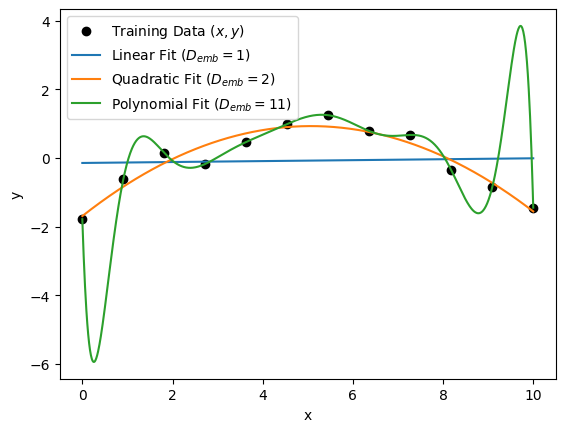 Training Data (x, y)
Linear Fit (D_emb = 1)
Quadratic Fit (D_emb = 2)
Polynomial Fit (D_emb = 11)
4
2
0
−2
−4
−6
y
0
2
4
6
8
10
x